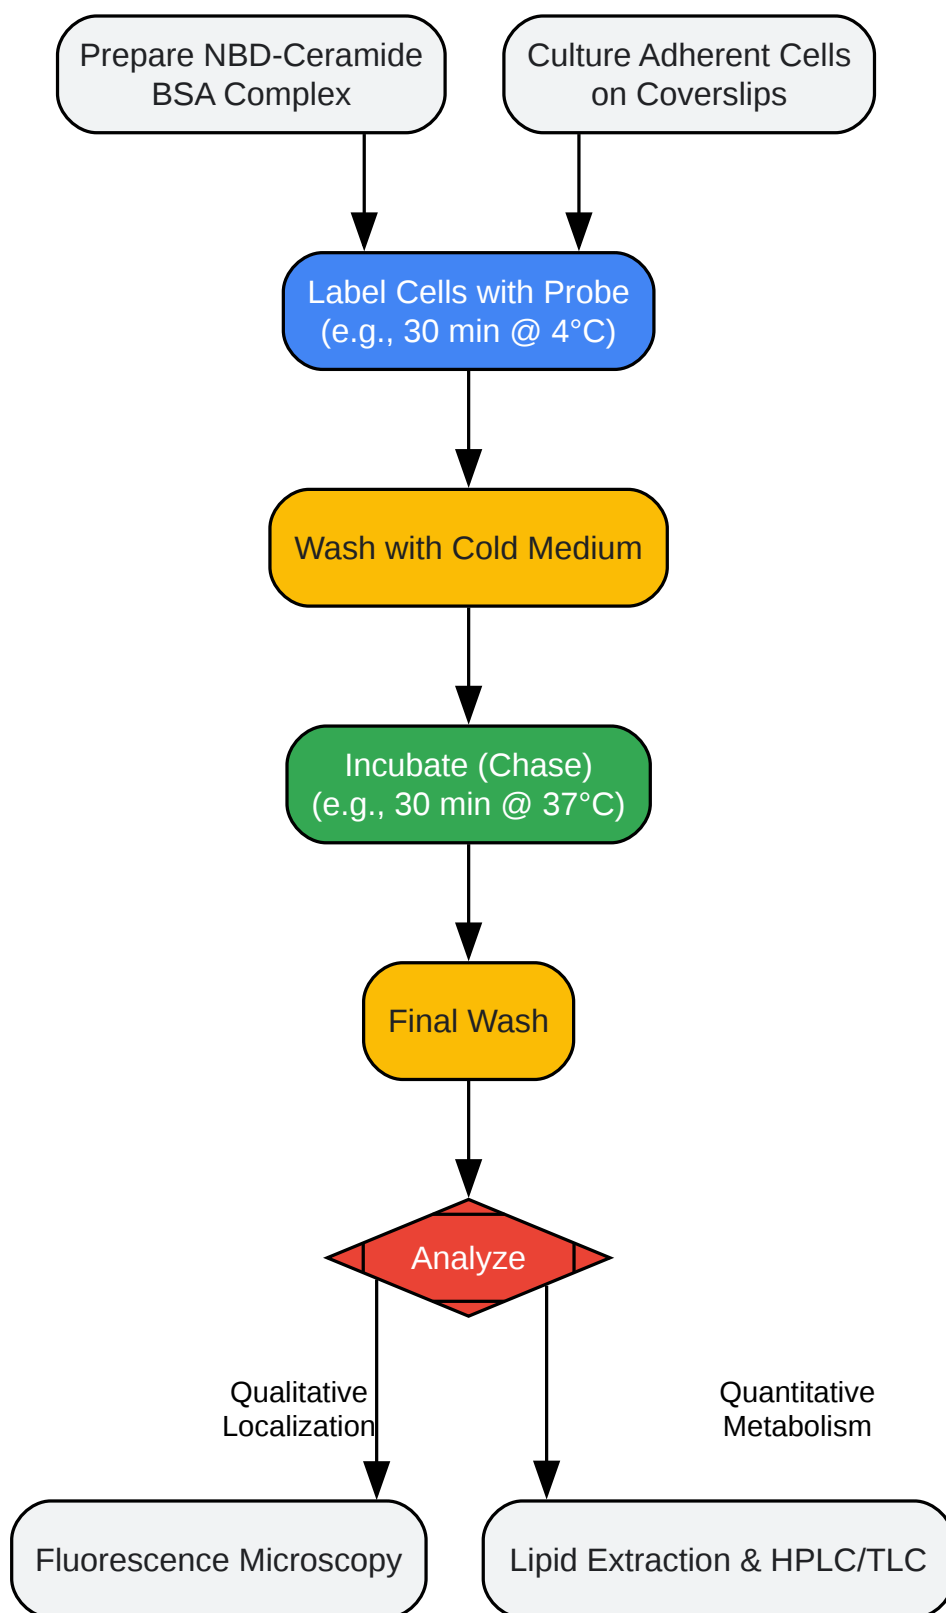 Prepare NBD-Ceramide
BSA Complex
Culture Adherent Cells
on Coverslips
Label Cells with Probe
(e.g., 30 min @ 4°C)
Wash with Cold Medium
Incubate (Chase)
(e.g., 30 min @ 37°C)
Final Wash
Analyze
Qualitative
Localization
Quantitative
Metabolism
Fluorescence Microscopy
Lipid Extraction & HPLC/TLC